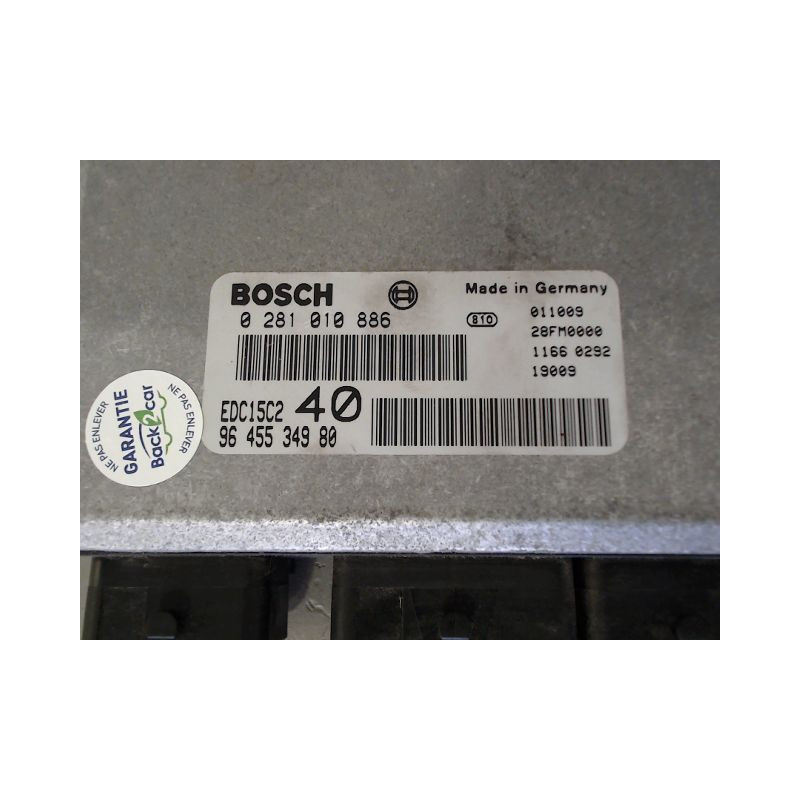 BOSCH
Made in Germany
0 281 010 886
810
011009
28FM0000
1166 0292
19009
EDC15C2 40
96 455 349 80
NE PAS ENLEVER
GARANTIE
Back2car
NE PAS ENLEVER